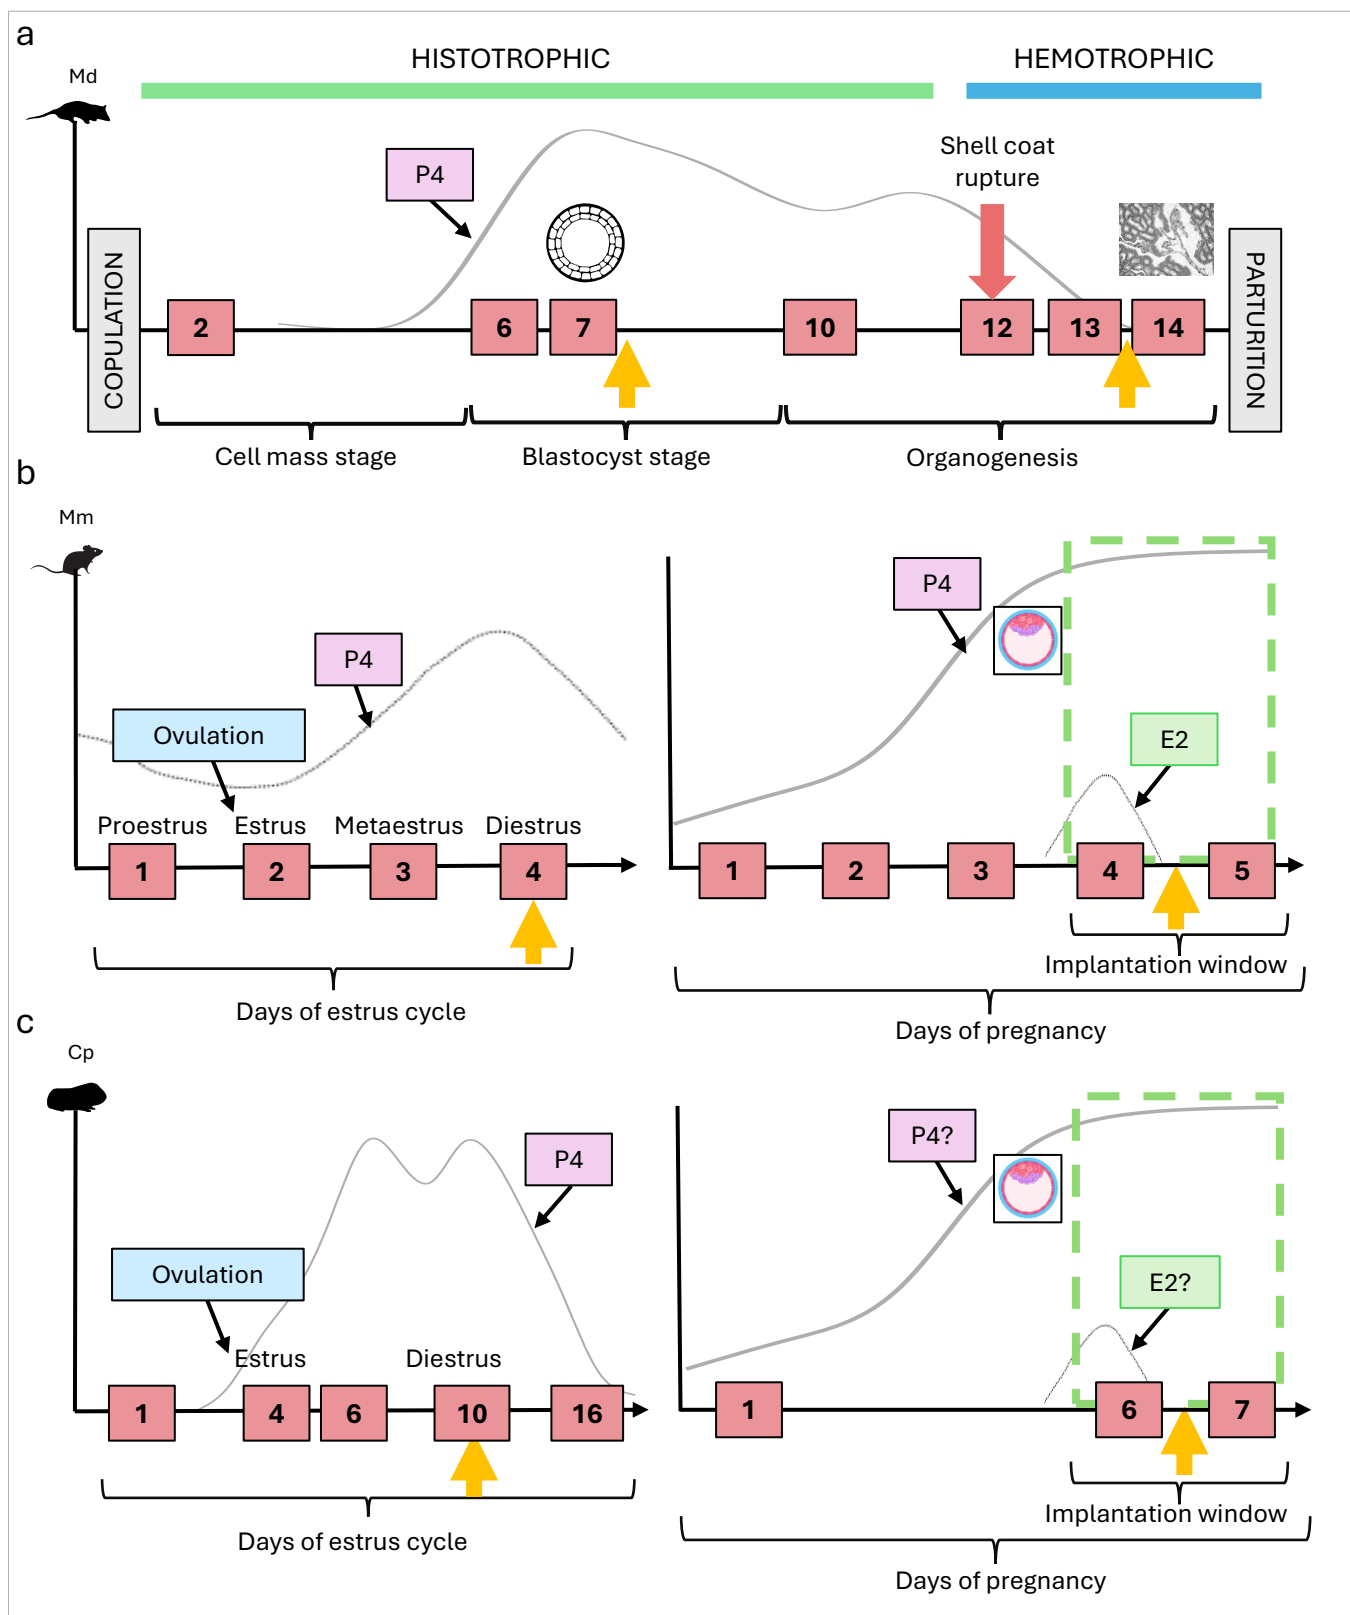 a
HISTOTROPHIC
HEMOTROPHIC
Md
P4
Shell coat
rupture
COPULATION
2
6
7
10
12
13
14
PARTURITION
Cell mass stage
Blastocyst stage
Organogenesis
b
Mm
P4
Ovulation
Proestrus
Estrus
Metaestrus
Diestrus
1
2
3
4
Days of estrus cycle
P4
E2
1
2
3
4
5
Implantation window
Days of pregnancy
c
Cp
P4
Ovulation
Estrus
Diestrus
1
4
6
10
16
Days of estrus cycle
P4?
E2?
1
6
7
Implantation window
Days of pregnancy